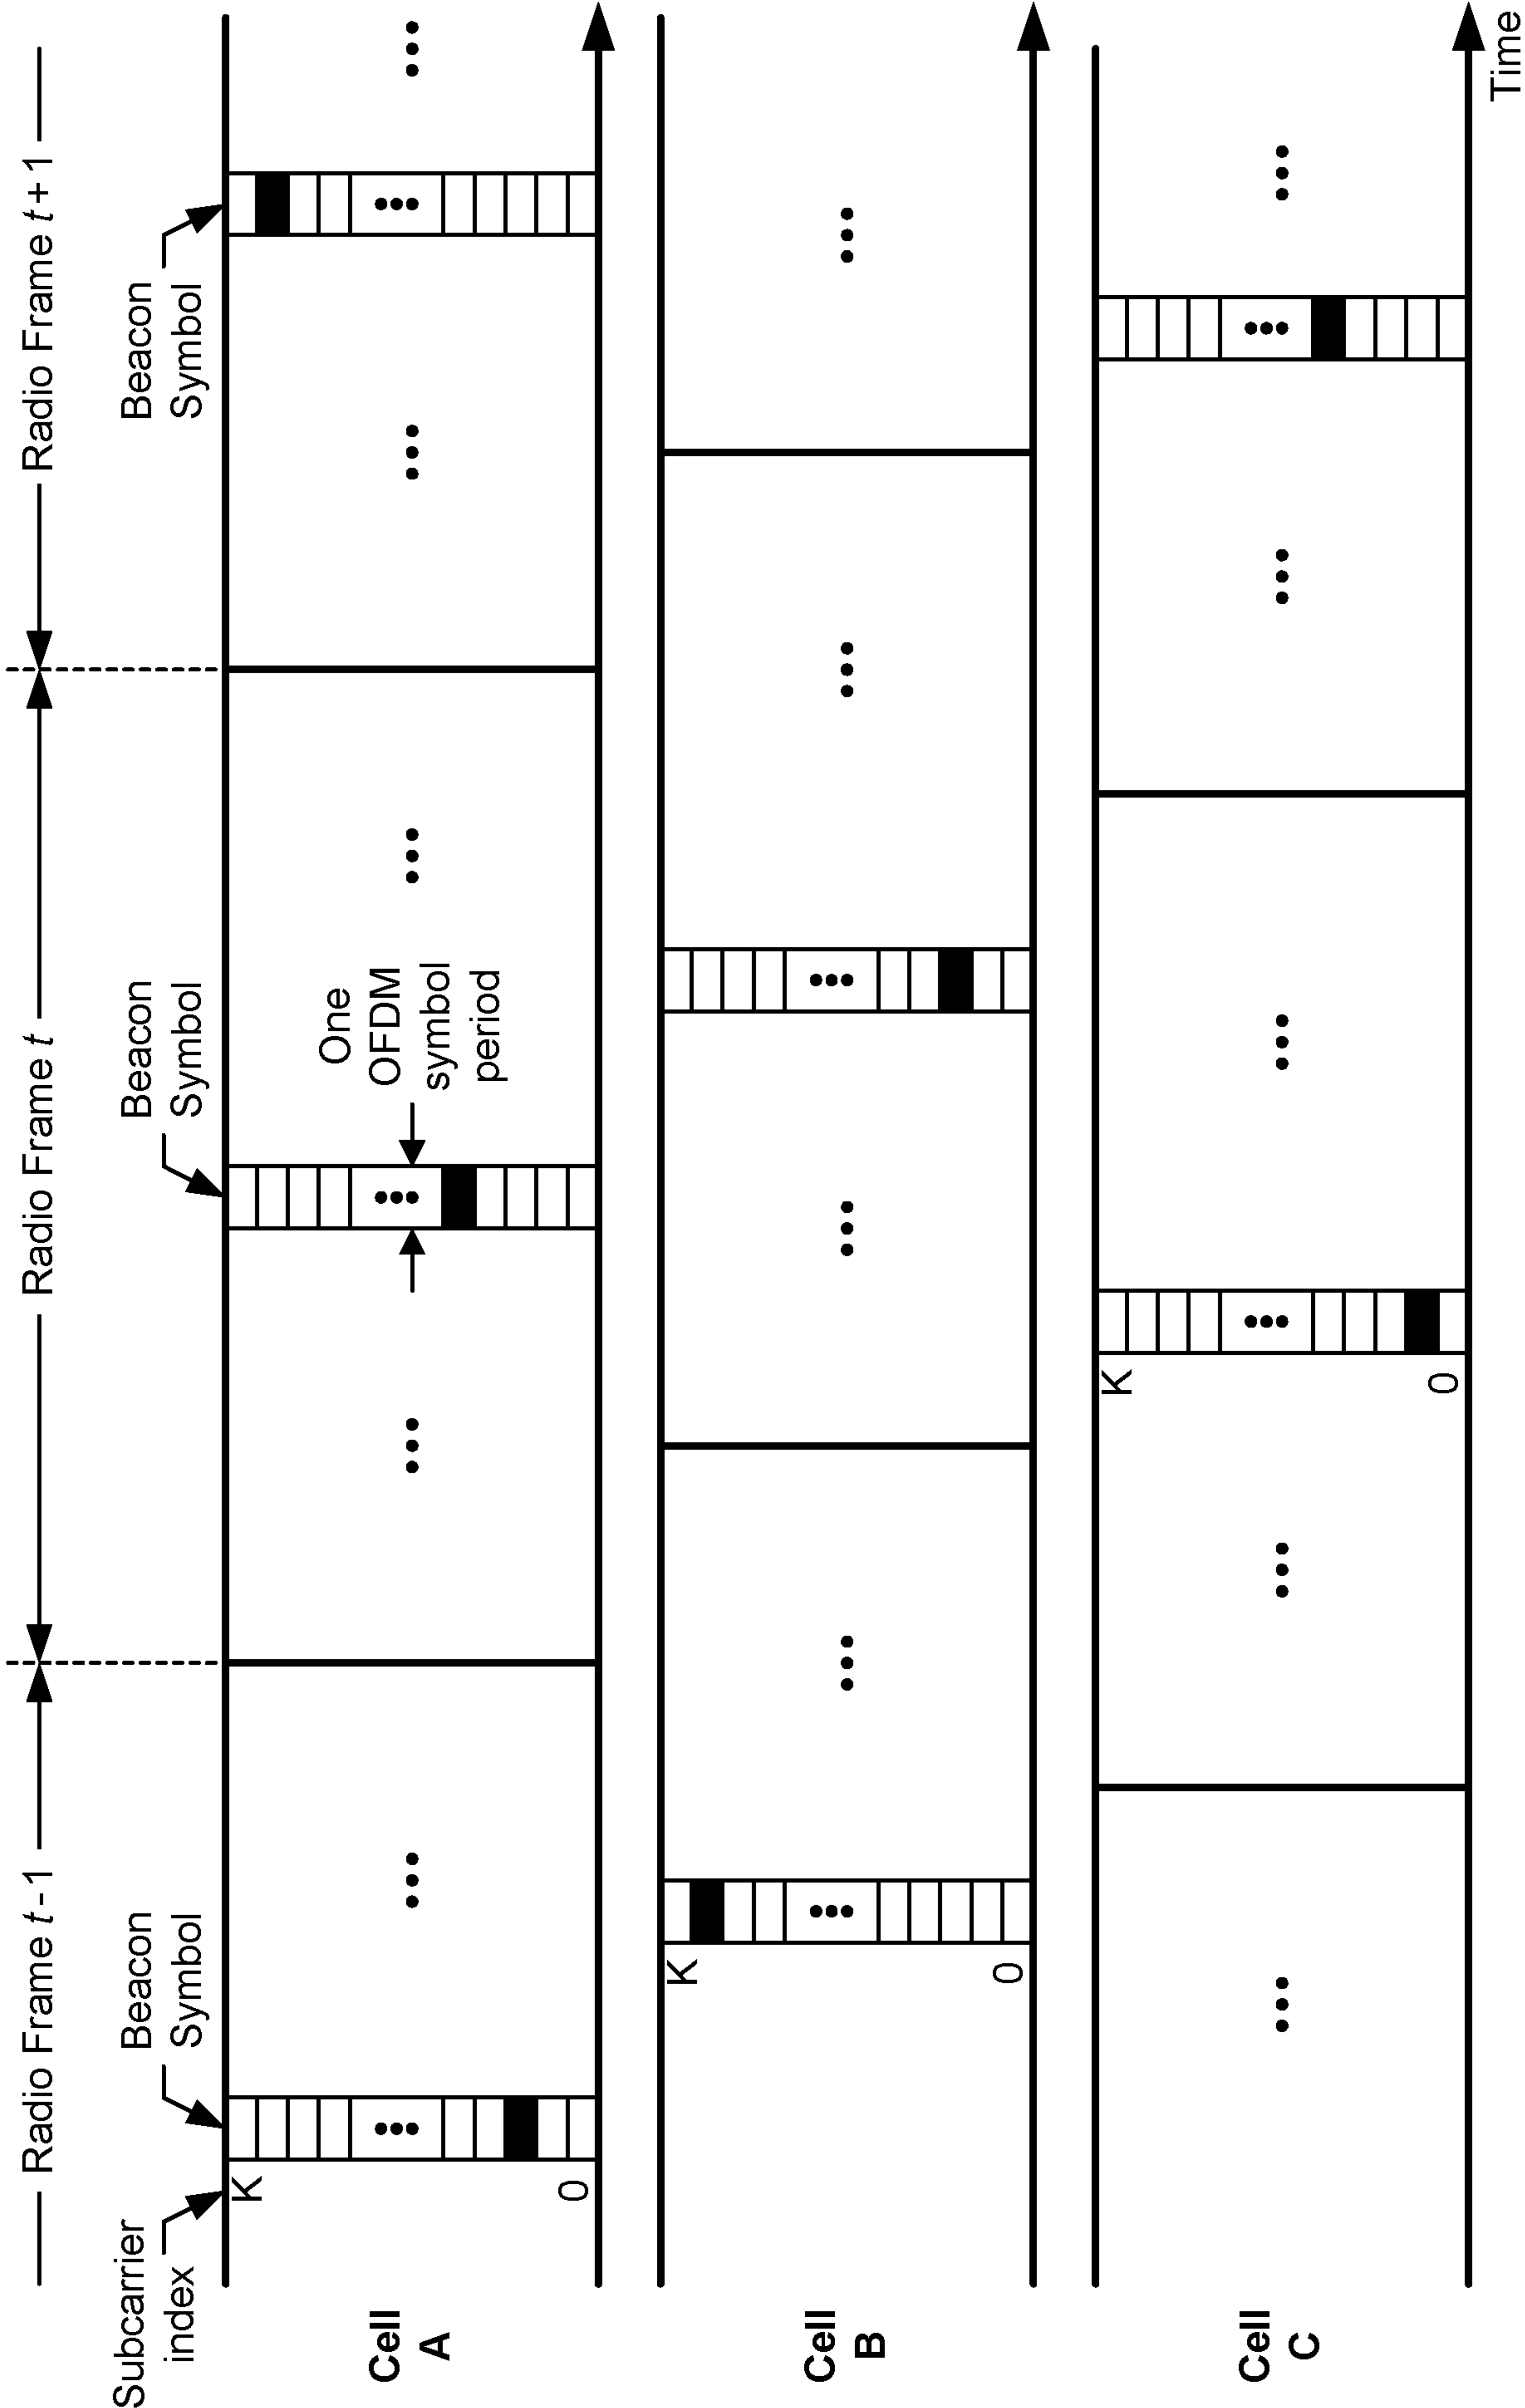 Radio Frame t - 1
Radio Frame t
Radio Frame t + 1
Subcarrier
index
Beacon
Symbol
Beacon
Symbol
Beacon
Symbol
K
0
One
OFDM
symbol
period
Cell
A
K
0
Cell
B
K
0
Cell
C
Time